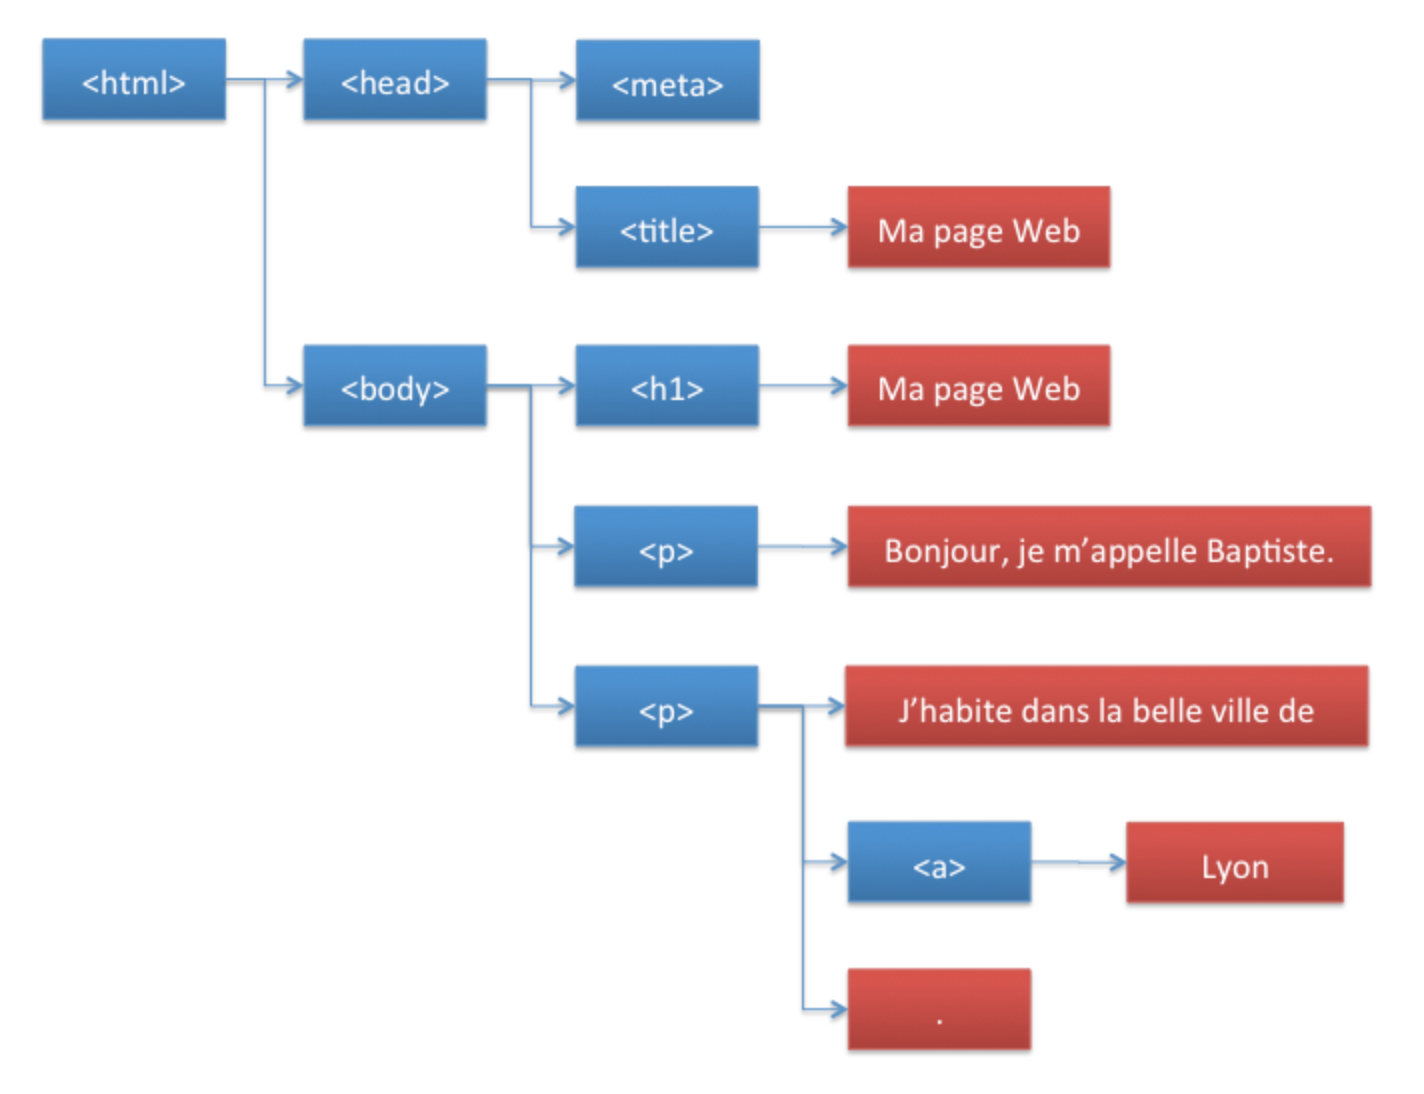 <html>
<head>
<meta>
<title>
Ma page Web
<body>
<h1>
Ma page Web
<p>
Bonjour, je m’appelle Baptiste.
<p>
J’habite dans la belle ville de
<a>
Lyon
.